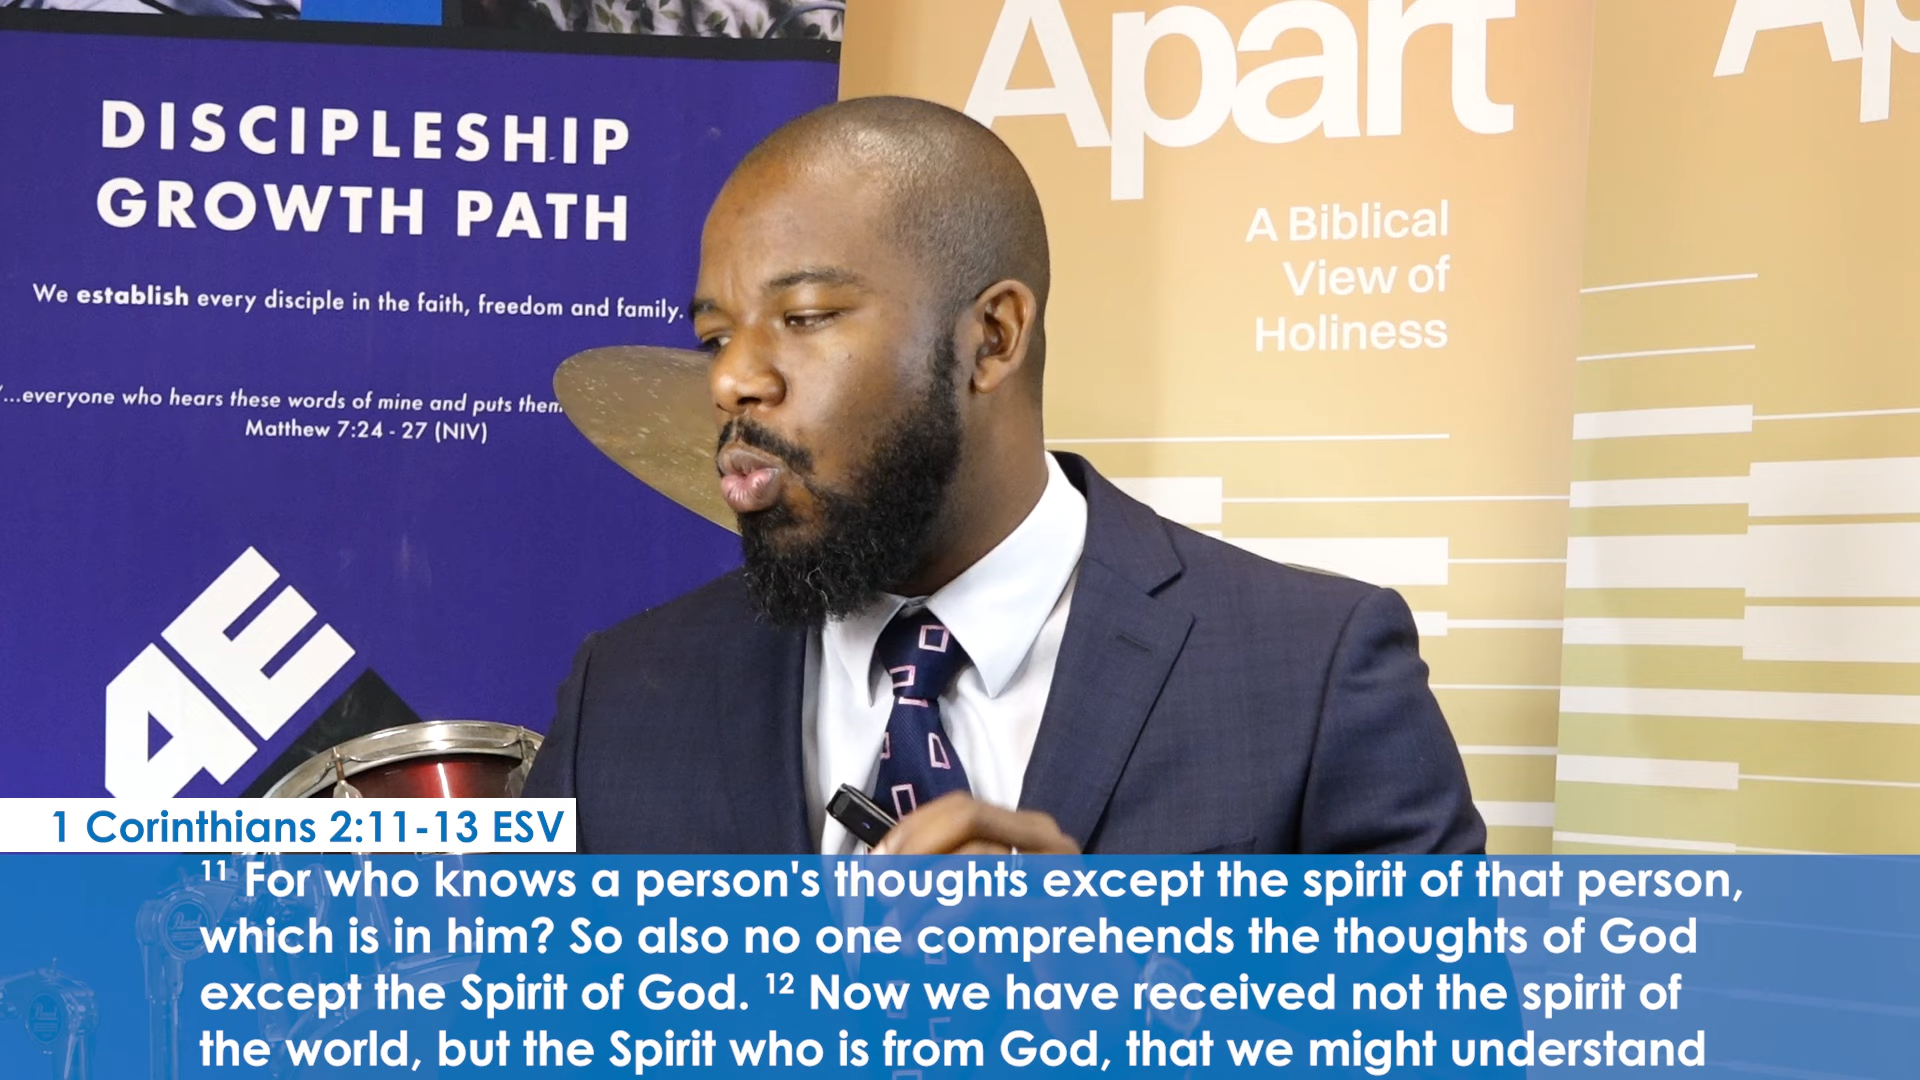 DISCIPLESHIP
GROWTH PATH
We establish every disciple in the faith, freedom and family.
"...everyone who hears these words of mine and puts them
Matthew 7:24 - 27 (NIV)
4E
Apart
A Biblical
View of
Holiness
Ap
1 Corinthians 2:11-13 ESV
¹¹ For who knows a person's thoughts except the spirit of that person,
which is in him? So also no one comprehends the thoughts of God
except the Spirit of God. ¹² Now we have received not the spirit of
the world, but the Spirit who is from God, that we might understand